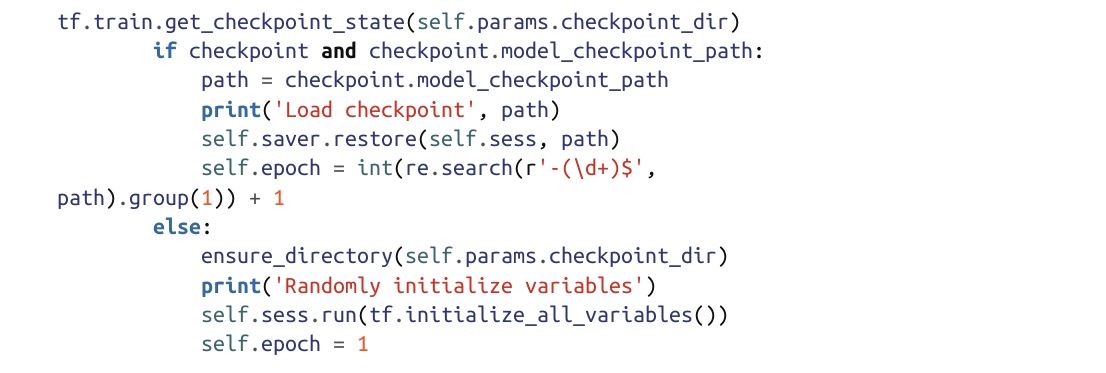 tf.train.get_checkpoint_state(self.params.checkpoint_dir)
        if checkpoint and checkpoint.model_checkpoint_path:
            path = checkpoint.model_checkpoint_path
            print('Load checkpoint', path)
            self.saver.restore(self.sess, path)
            self.epoch = int(re.search(r'-(\d+)$',
path).group(1)) + 1
        else:
            ensure_directory(self.params.checkpoint_dir)
            print('Randomly initialize variables')
            self.sess.run(tf.initialize_all_variables())
            self.epoch = 1